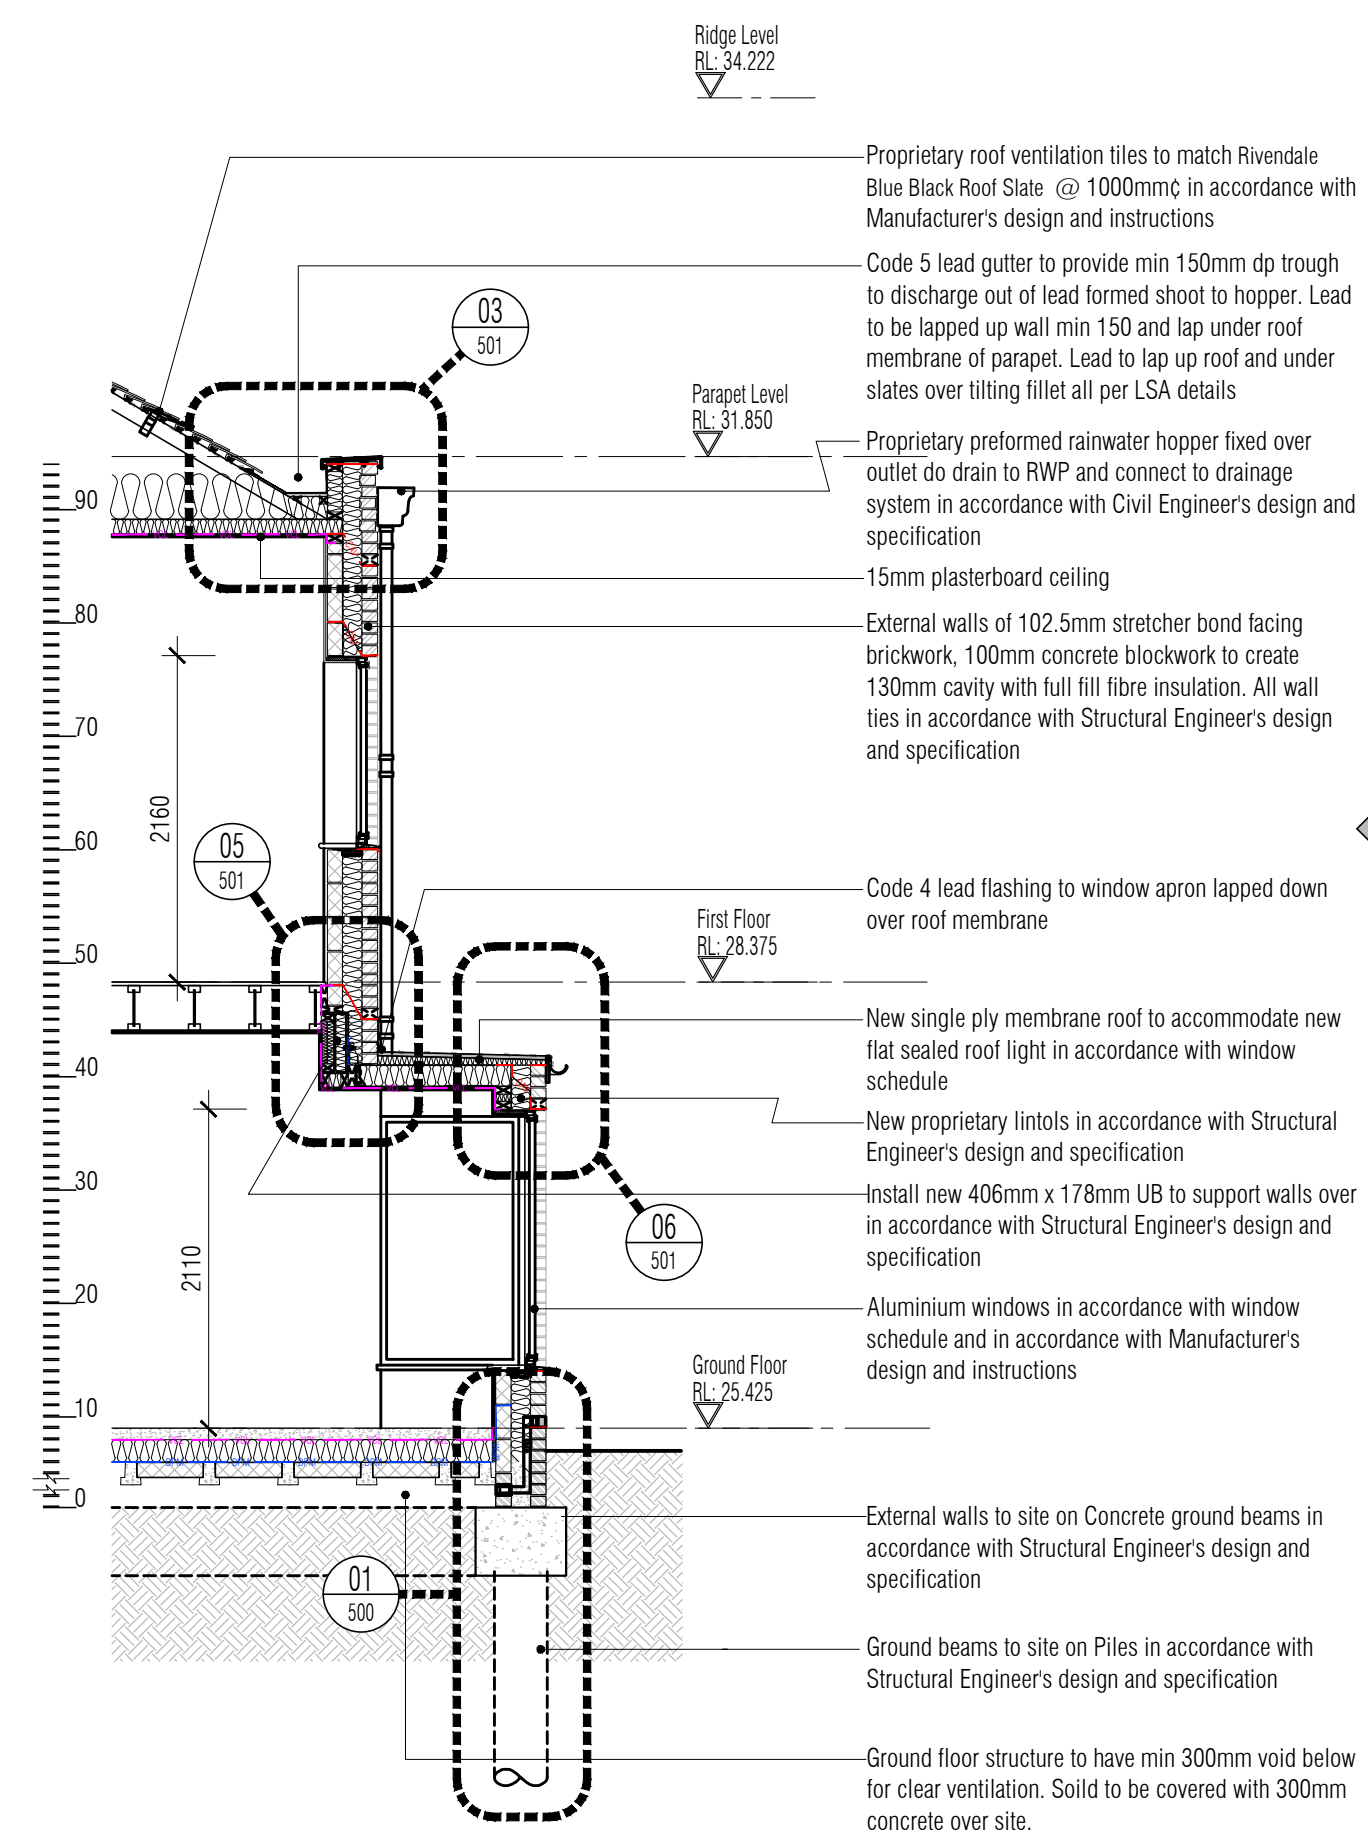 Ridge Level
RL: 34.222
Proprietary roof ventilation tiles to match Rivendale
Blue Black Roof Slate @ 1000mm¢ in accordance with
Manufacturer's design and instructions
Code 5 lead gutter to provide min 150mm dp trough
to discharge out of lead formed shoot to hopper. Lead
to be lapped up wall min 150 and lap under roof
membrane of parapet. Lead to lap up roof and under
slates over tilting fillet all per LSA details
03
501
Parapet Level
RL: 31.850
Proprietary preformed rainwater hopper fixed over
outlet do drain to RWP and connect to drainage
system in accordance with Civil Engineer's design and
specification
90
15mm plasterboard ceiling
80
External walls of 102.5mm stretcher bond facing
brickwork, 100mm concrete blockwork to create
130mm cavity with full fill fibre insulation. All wall
ties in accordance with Structural Engineer's design
and specification
70
2160
60
05
501
Code 4 lead flashing to window apron lapped down
over roof membrane
First Floor
RL: 28.375
50
New single ply membrane roof to accommodate new
flat sealed roof light in accordance with window
schedule
40
New proprietary lintols in accordance with Structural
Engineer's design and specification
30
Install new 406mm x 178mm UB to support walls over
in accordance with Structural Engineer's design and
specification
06
501
2110
20
Aluminium windows in accordance with window
schedule and in accordance with Manufacturer's
design and instructions
Ground Floor
RL: 25.425
10
VCL VCL VCL VCL VCL
DPM DPM DPM DPM DPM
0
External walls to site on Concrete ground beams in
accordance with Structural Engineer's design and
specification
01
500
Ground beams to site on Piles in accordance with
Structural Engineer's design and specification
Ground floor structure to have min 300mm void below
for clear ventilation. Soild to be covered with 300mm
concrete over site.